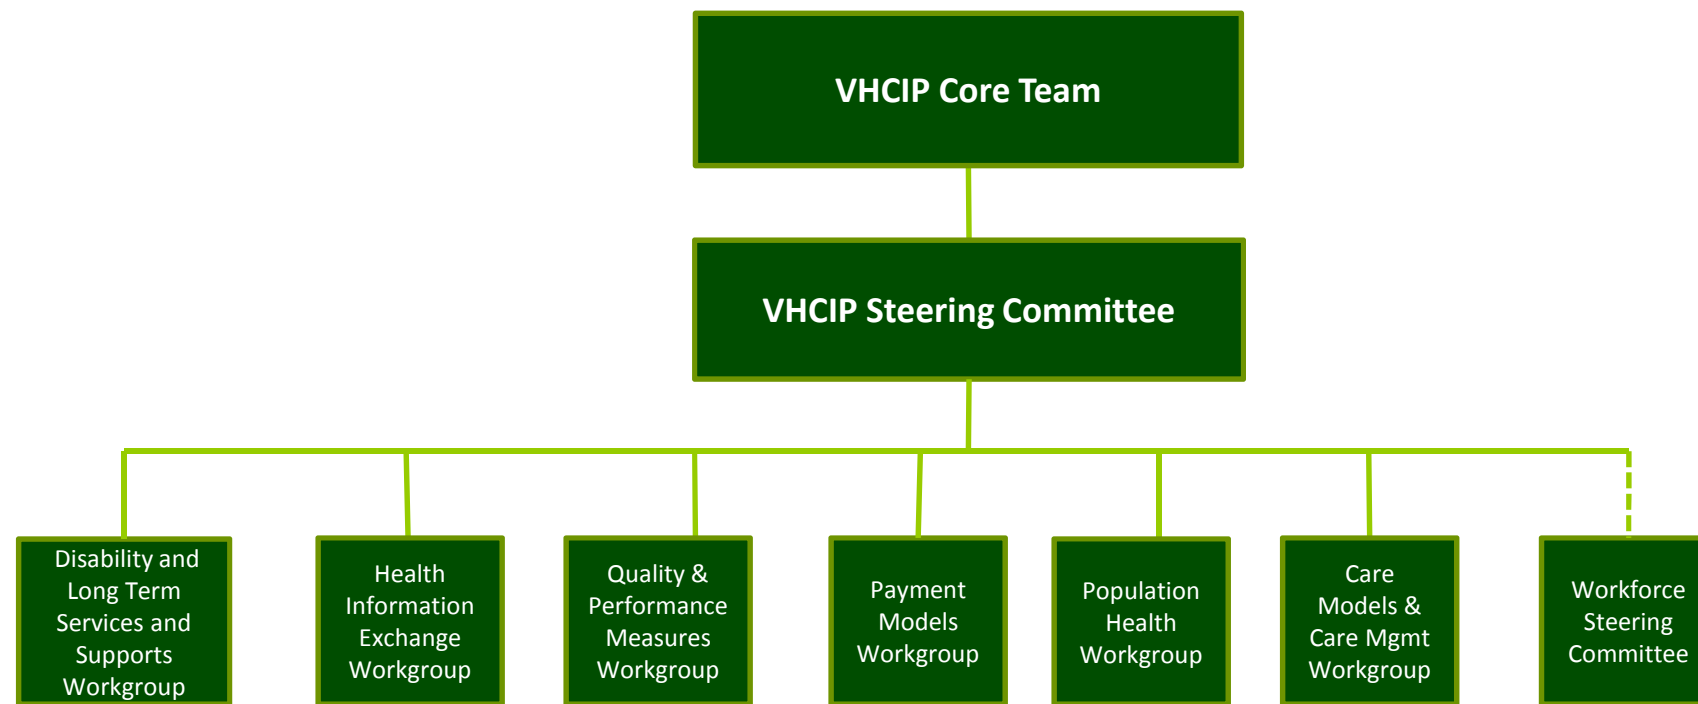 VHCIP Core Team
VHCIP Steering Committee
Disability and
Long Term
Services and
Supports
Workgroup
Health
Information
Exchange
Workgroup
Quality &
Performance
Measures
Workgroup
Payment
Models
Workgroup
Population
Health
Workgroup
Care
Models &
Care Mgmt
Workgroup
Workforce
Steering
Committee